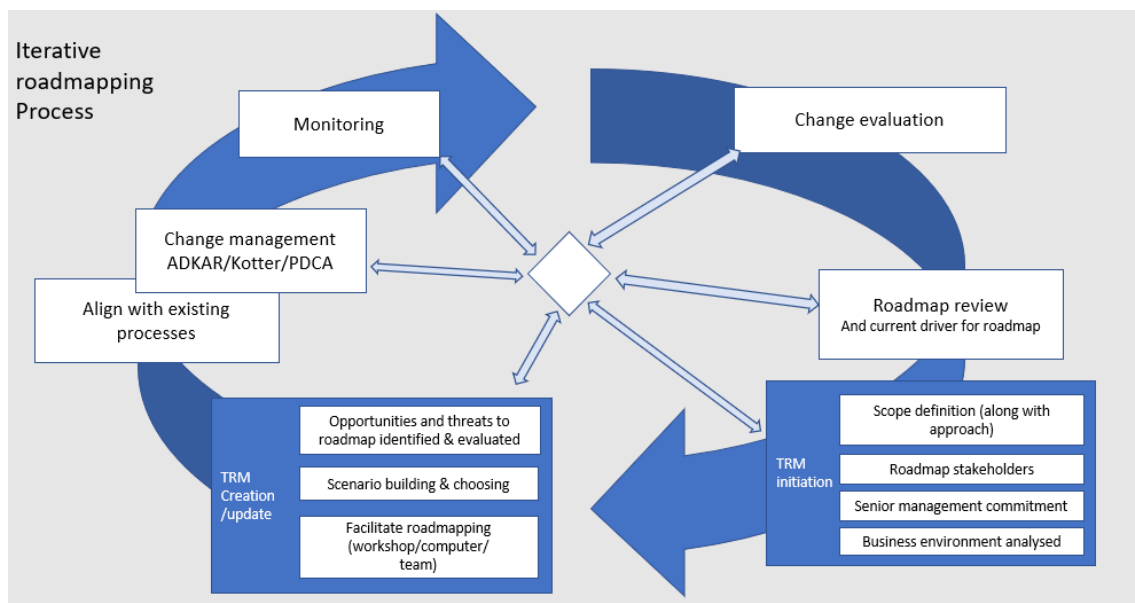 Iterative
roadmapping
Process
Monitoring
Change evaluation
Change management
ADKAR/Kotter/PDCA
Align with existing
processes
Roadmap review
And current driver for roadmap
TRM
Creation
/update
Opportunities and threats to
roadmap identified & evaluated
Scenario building & choosing
Facilitate roadmapping
(workshop/computer/
team)
TRM
initiation
Scope definition (along with
approach)
Roadmap stakeholders
Senior management commitment
Business environment analysed